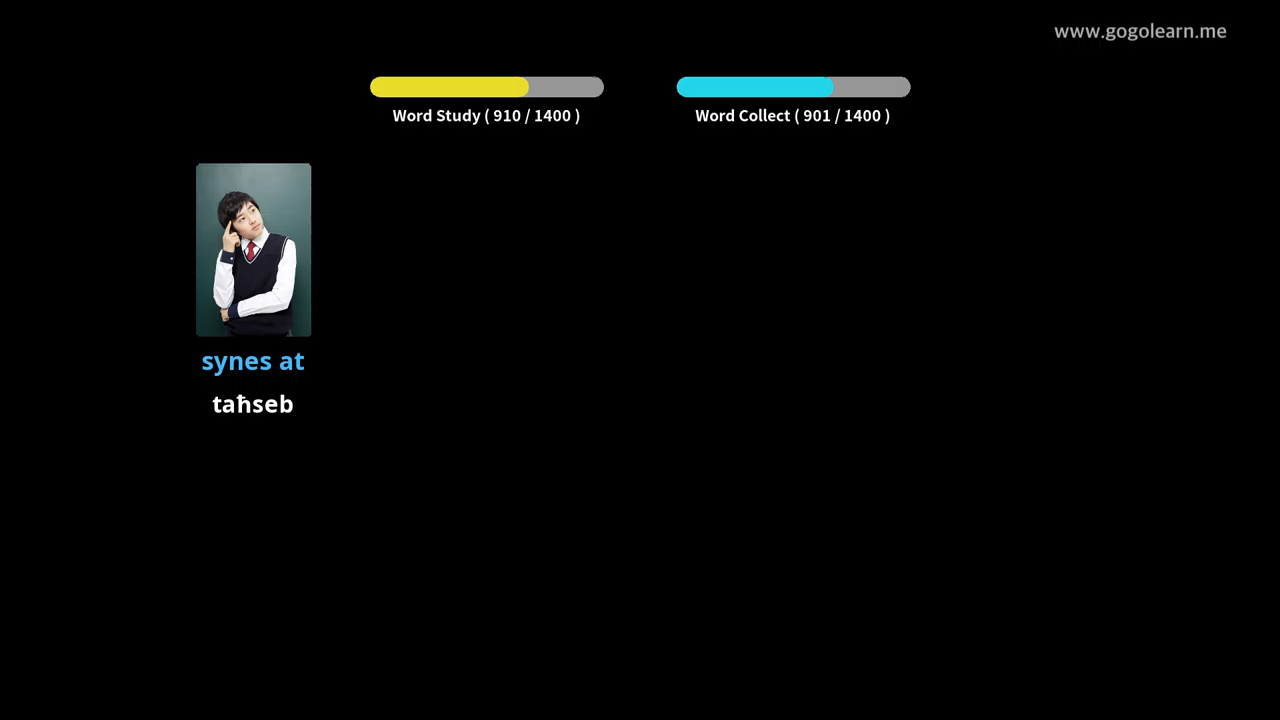 www.gogolearn.me
Word Study ( 910 / 1400 )
Word Collect ( 901 / 1400 )
synes at
taħseb